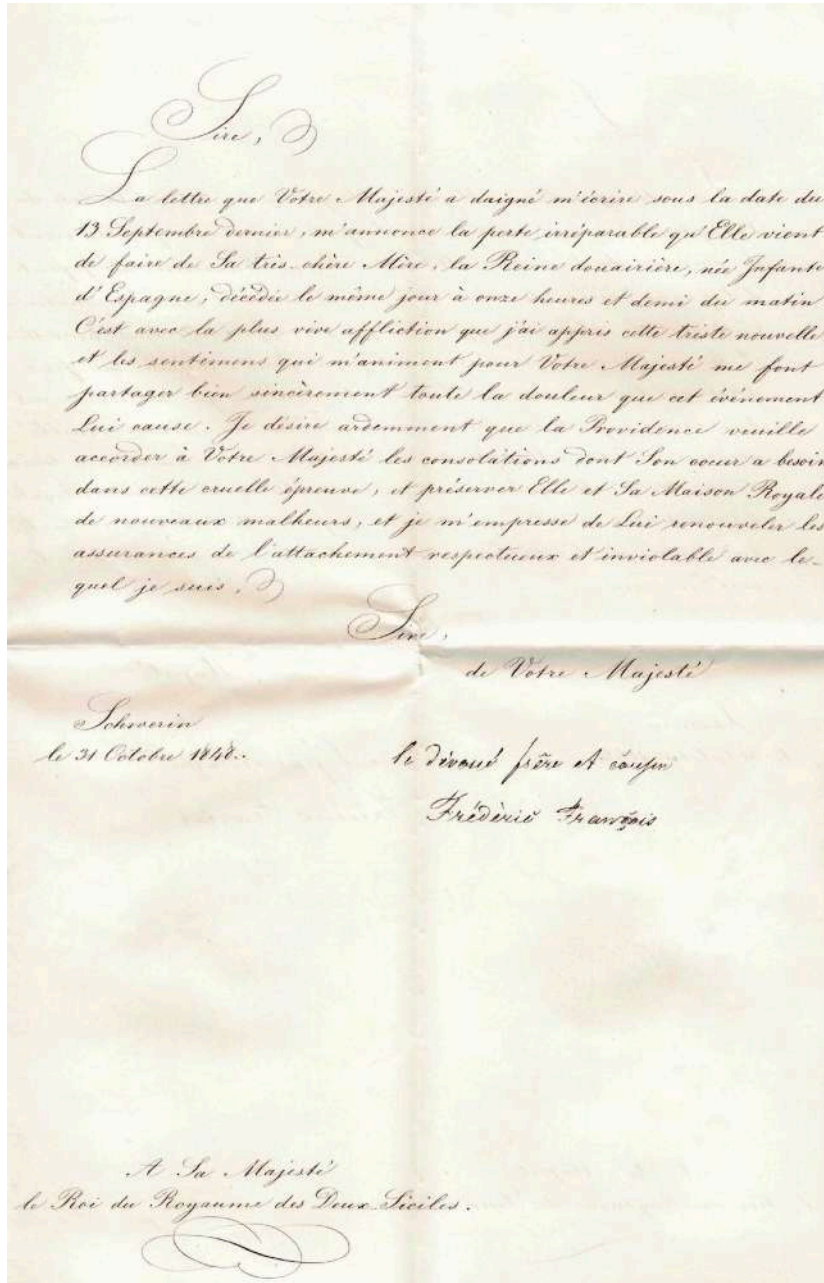 Sire,
La lettre que Votre Majesté a daigné m'écrire sous la date du
13 Septembre dernier, m'annonce la perte irréparable qu'Elle vient
de faire de Sa très-chère Mère, la Reine douairière, née Infante
d'Espagne, décédée le même jour à onze heures et demi du matin
C'est avec la plus vive affliction que j'ai appris cette triste nouvelle
et les sentimens qui m'animent pour Votre Majesté me font
partager bien sincèrement toute la douleur que cet événement
Lui cause. Je désire ardemment que la Providence veuille
accorder à Votre Majesté les consolations dont Son coeur a besoin
dans cette cruelle épreuve, et préserver Elle et Sa Maison Royale
de nouveaux malheurs, et je m'empresse de Lui renouveler les
assurances de l'attachement respectueux et inviolable avec le-
quel je suis,
Sire,
de Votre Majesté
Schwerin
le 31 Octobre 1848.
le dévoué frère et cousin
Frédéric François
A Sa Majesté
le Roi du Royaume des Deux-Siciles.